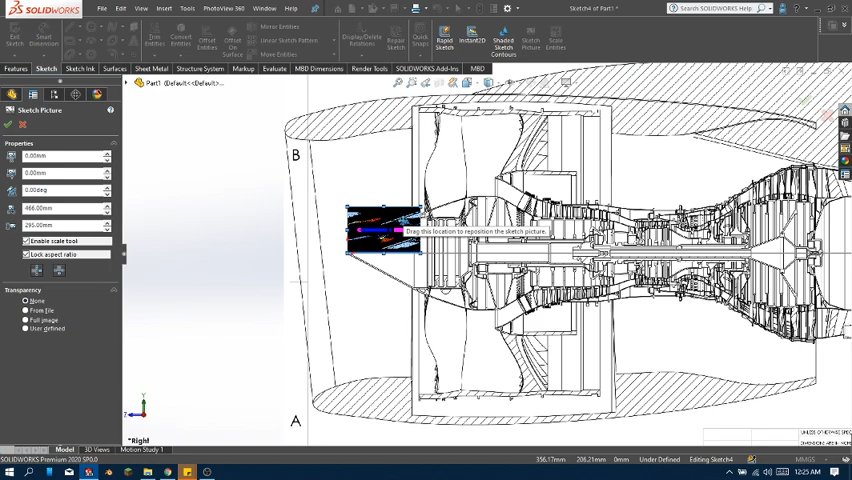 SOLIDWORKS File Edit View Insert Tools Window Help Sketch4 of Part1 * Search Commands
Exit Sketch Smart Dimension Trim Entities Convert Entities Offset Entities Offset On Surface Mirror Entities Linear Sketch Pattern Move Entities Display/Delete Relations Repair Sketch Quick Snaps Rapid Sketch Instant2D Shaded Sketch Contours Sketch Picture Scale Entities
Features Sketch Sketch Ink Surfaces Sheet Metal Structure System Markup Evaluate MBD Dimensions Render Tools SOLIDWORKS Add-Ins MBD
Part1 (Default<<Default>...
Sketch Picture
Properties
0.00mm
0.00mm
0.00deg
466.00mm
295.00mm
Enable scale tool
Lock aspect ratio
Transparency
None
From file
Full image
User defined
B
Drag this location to reposition the sketch picture.
A
Y
Z
*Right
UNLESS OTHERWISE SPEC
Model 3D Views Motion Study 1
SOLIDWORKS Premium 2020 SP0.0 356.17mm 206.21mm 0mm Under Defined Editing Sketch4 MMGS
12:25 AM